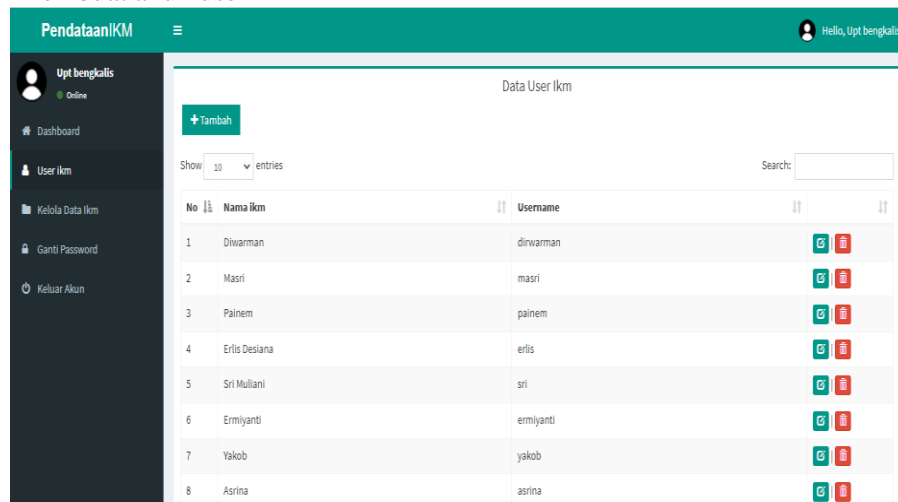 PendataanIKM
Hello, Upt bengkalis
Upt bengkalis
Online
Dashboard
User ikm
Kelola Data Ikm
Ganti Password
Keluar Akun
Data User Ikm
+Tambah
Show 10 entries Search:
No Nama ikm Username
1 Diwarman dirwarman
2 Masri masri
3 Painem painem
4 Erlis Desiana erlis
5 Sri Muliani sri
6 Ermiyanti ermiyanti
7 Yakob yakob
8 Asrina asrina